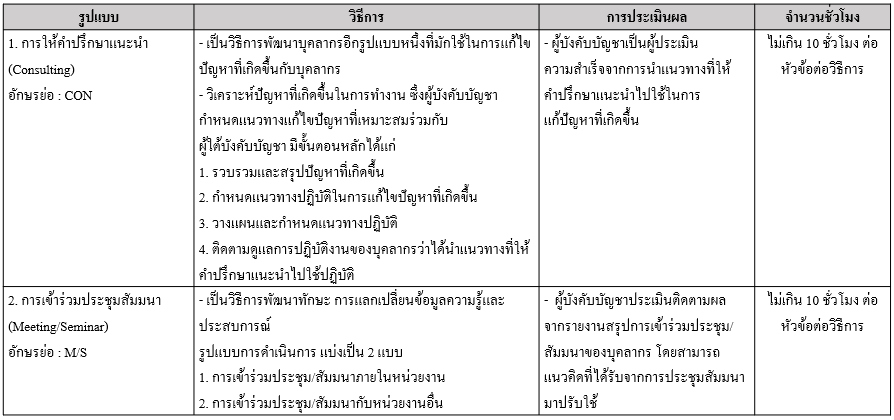 รูปแบบ
วิธีการ
การประเมินผล
จำนวนชั่วโมง
1. การให้คำปรึกษาแนะนำ
(Consulting)
อักษรย่อ : CON
- เป็นวิธีการพัฒนาบุคลากรอีกรูปแบบหนึ่งที่มักใช้ในการแก้ไข
ปัญหาที่เกิดขึ้นกับบุคลากร
- วิเคราะห์ปัญหาที่เกิดขึ้นในการทำงาน ซึ่งผู้บังคับบัญชา
กำหนดแนวทางแก้ไขปัญหาที่เหมาะสมร่วมกับ
ผู้ใต้บังคับบัญชา มีขั้นตอนหลักได้แก่
1. รวบรวมและสรุปปัญหาที่เกิดขึ้น
2. กำหนดแนวทางปฏิบัติในการแก้ไขปัญหาที่เกิดขึ้น
3. วางแผนและกำหนดแนวทางปฏิบัติ
4. ติดตามดูแลการปฏิบัติงานของบุคลากรว่าได้นำแนวทางที่ให้
คำปรึกษาแนะนำไปใช้ปฏิบัติ
- ผู้บังคับบัญชาเป็นผู้ประเมิน
ความสำเร็จจากการนำแนวทางที่ให้
คำปรึกษาแนะนำไปใช้ในการ
แก้ปัญหาที่เกิดขึ้น
ไม่เกิน 10 ชั่วโมง ต่อ
หัวข้อต่อวิธีการ
2. การเข้าร่วมประชุมสัมมนา
(Meeting/Seminar)
อักษรย่อ : M/S
- เป็นวิธีการพัฒนาทักษะ การแลกเปลี่ยนข้อมูลความรู้และ
ประสบการณ์
รูปแบบการดำเนินการ แบ่งเป็น 2 แบบ
1. การเข้าร่วมประชุม/สัมมนาภายในหน่วยงาน
2. การเข้าร่วมประชุม/สัมมนากับหน่วยงานอื่น
- ผู้บังคับบัญชาประเมินติดตามผล
จากรายงานสรุปการเข้าร่วมประชุม/
สัมมนาของบุคลากร โดยสามารถ
แนวคิดที่ได้รับจากการประชุมสัมมนา
มาปรับใช้
ไม่เกิน 10 ชั่วโมง ต่อ
หัวข้อต่อวิธีการ